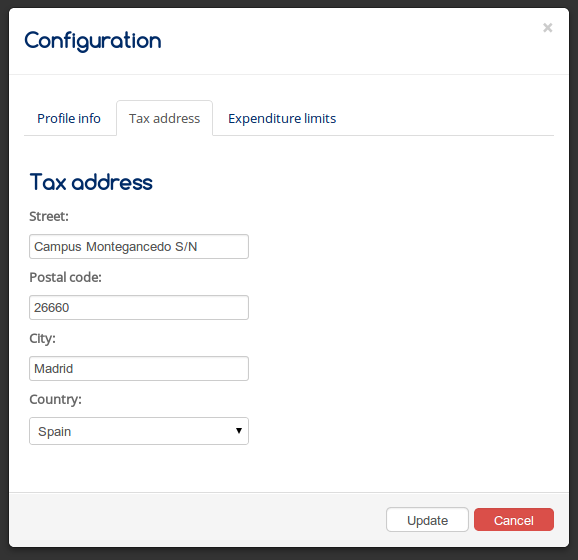 Configuration
×
Profile info
Tax address
Expenditure limits
Tax address
Street:
Campus Montegancedo S/N
Postal code:
26660
City:
Madrid
Country:
Spain
Update
Cancel